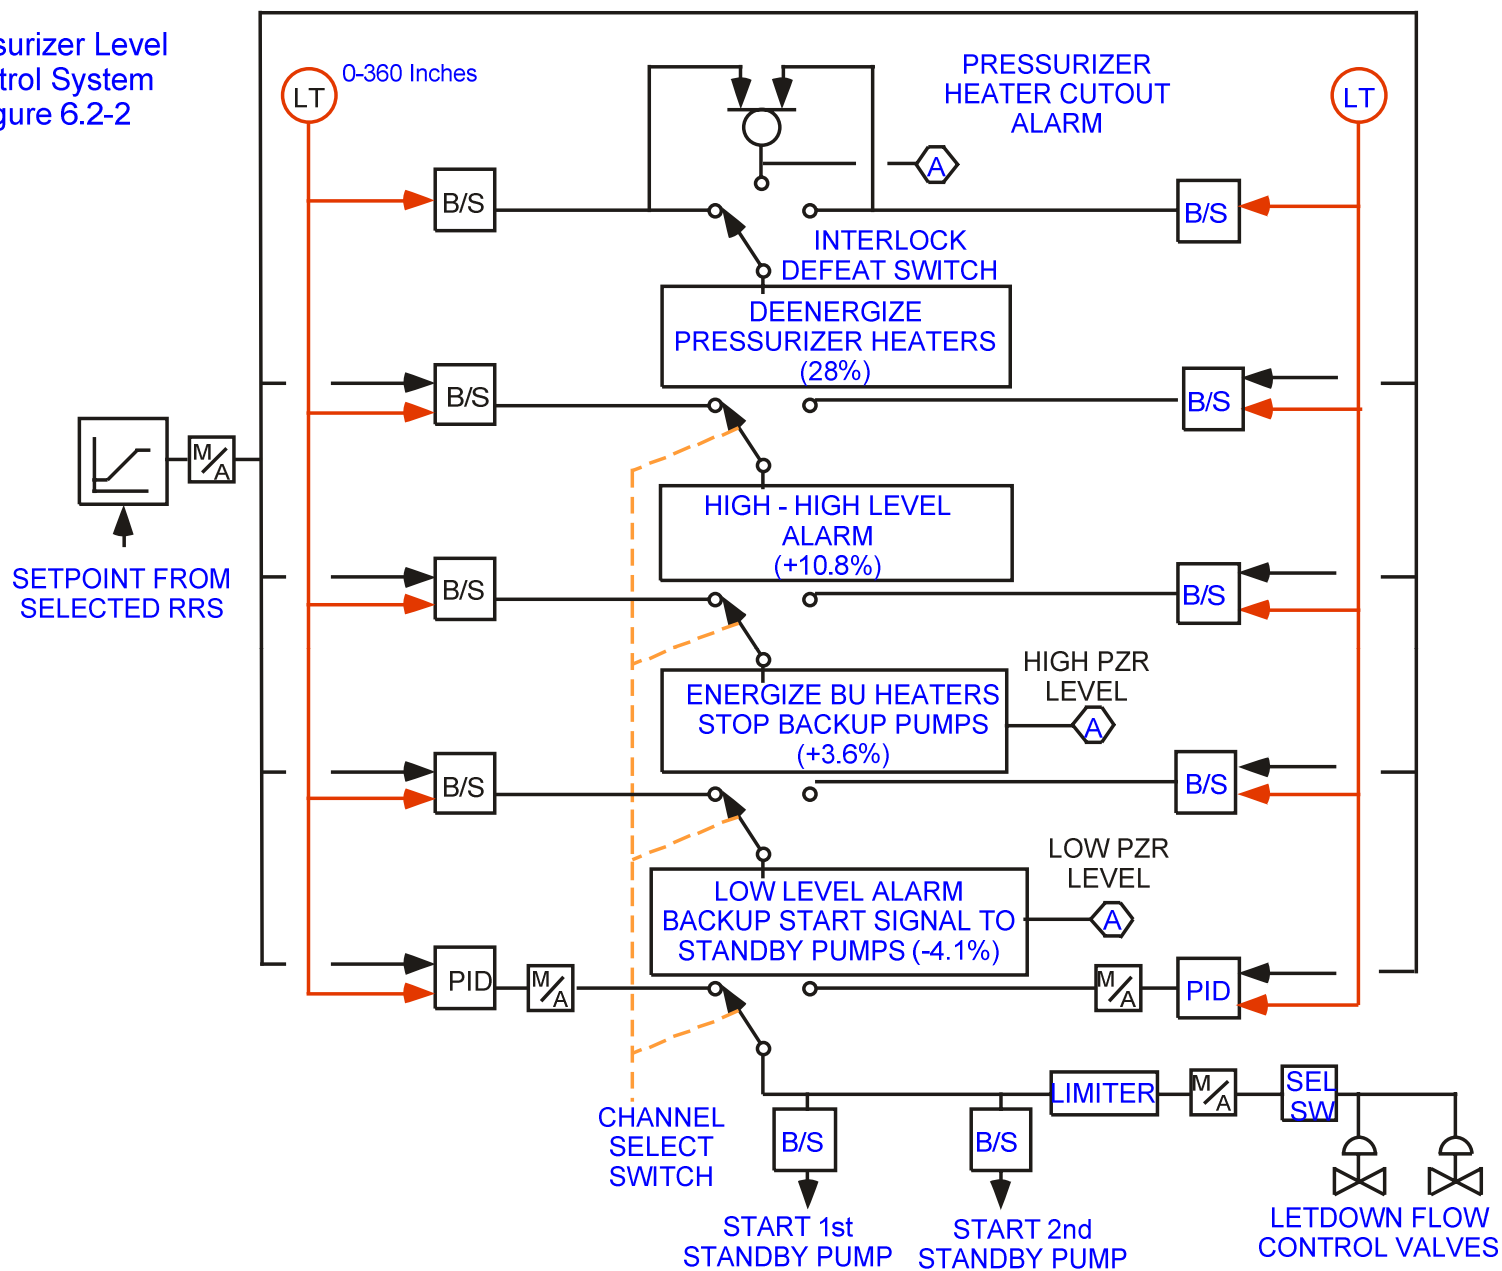 surizer Level
trol System
gure 6.2-2
0-360 Inches
LT
PRESSURIZER
HEATER CUTOUT
ALARM
LT
A
B/S
B/S
INTERLOCK
DEFEAT SWITCH
DEENERGIZE
PRESSURIZER HEATERS
(28%)
B/S
B/S
M/A
HIGH - HIGH LEVEL
ALARM
(+10.8%)
SETPOINT FROM
SELECTED RRS
B/S
B/S
HIGH PZR
LEVEL
A
ENERGIZE BU HEATERS
STOP BACKUP PUMPS
(+3.6%)
B/S
B/S
LOW PZR
LEVEL
A
LOW LEVEL ALARM
BACKUP START SIGNAL TO
STANDBY PUMPS (-4.1%)
PID
M/A
M/A
PID
CHANNEL
SELECT
SWITCH
LIMITER
M/A
SEL
SW
B/S
B/S
START 1st
STANDBY PUMP
START 2nd
STANDBY PUMP
LETDOWN FLOW
CONTROL VALVES